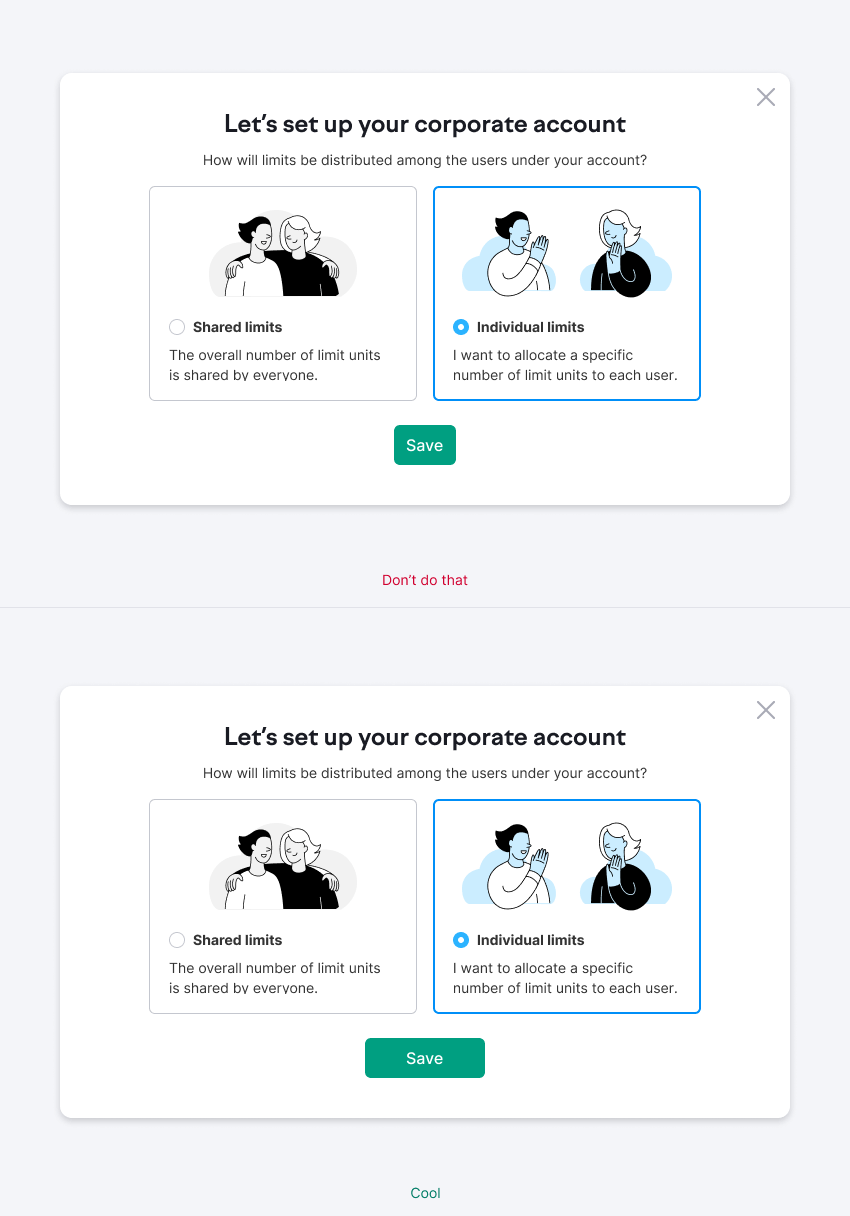 Let’s set up your corporate account
How will limits be distributed among the users under your account?
Shared limits
The overall number of limit units
is shared by everyone.
Individual limits
I want to allocate a specific
number of limit units to each user.
Save
Don’t do that
Let’s set up your corporate account
How will limits be distributed among the users under your account?
Shared limits
The overall number of limit units
is shared by everyone.
Individual limits
I want to allocate a specific
number of limit units to each user.
Save
Cool